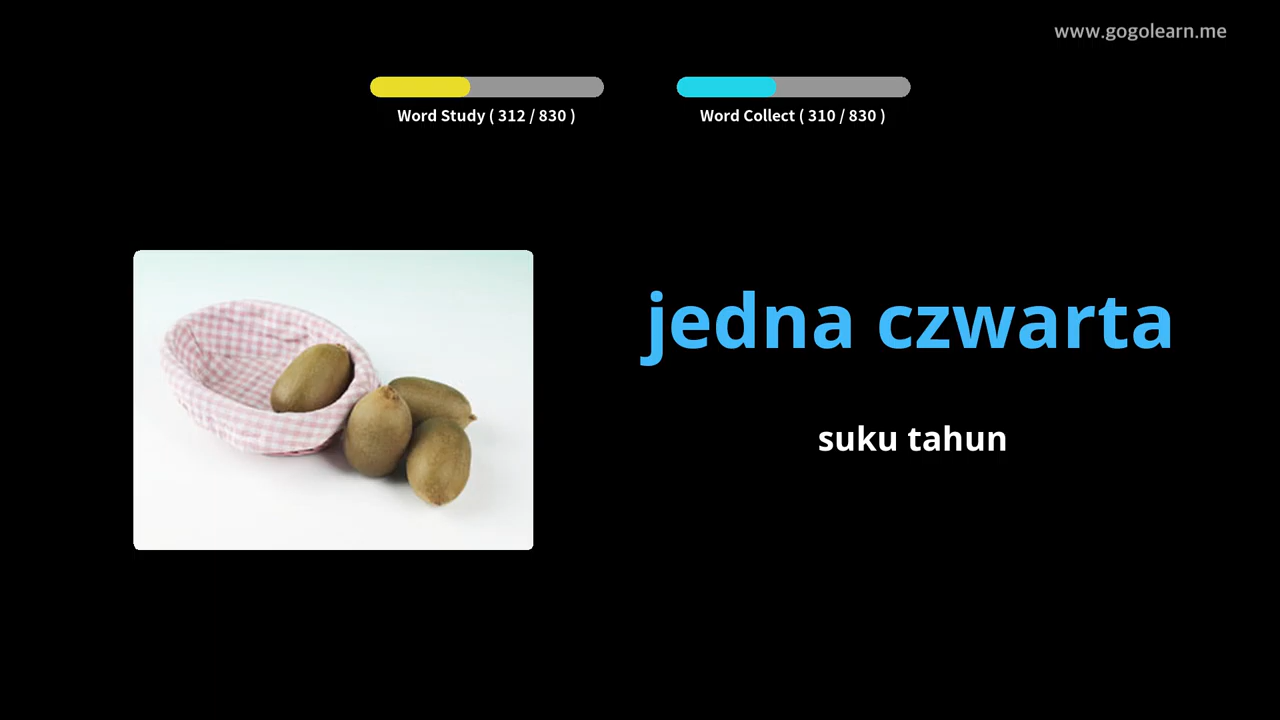 www.gogolearn.me
Word Study ( 312 / 830 )
Word Collect ( 310 / 830 )
jedna czwarta
suku tahun